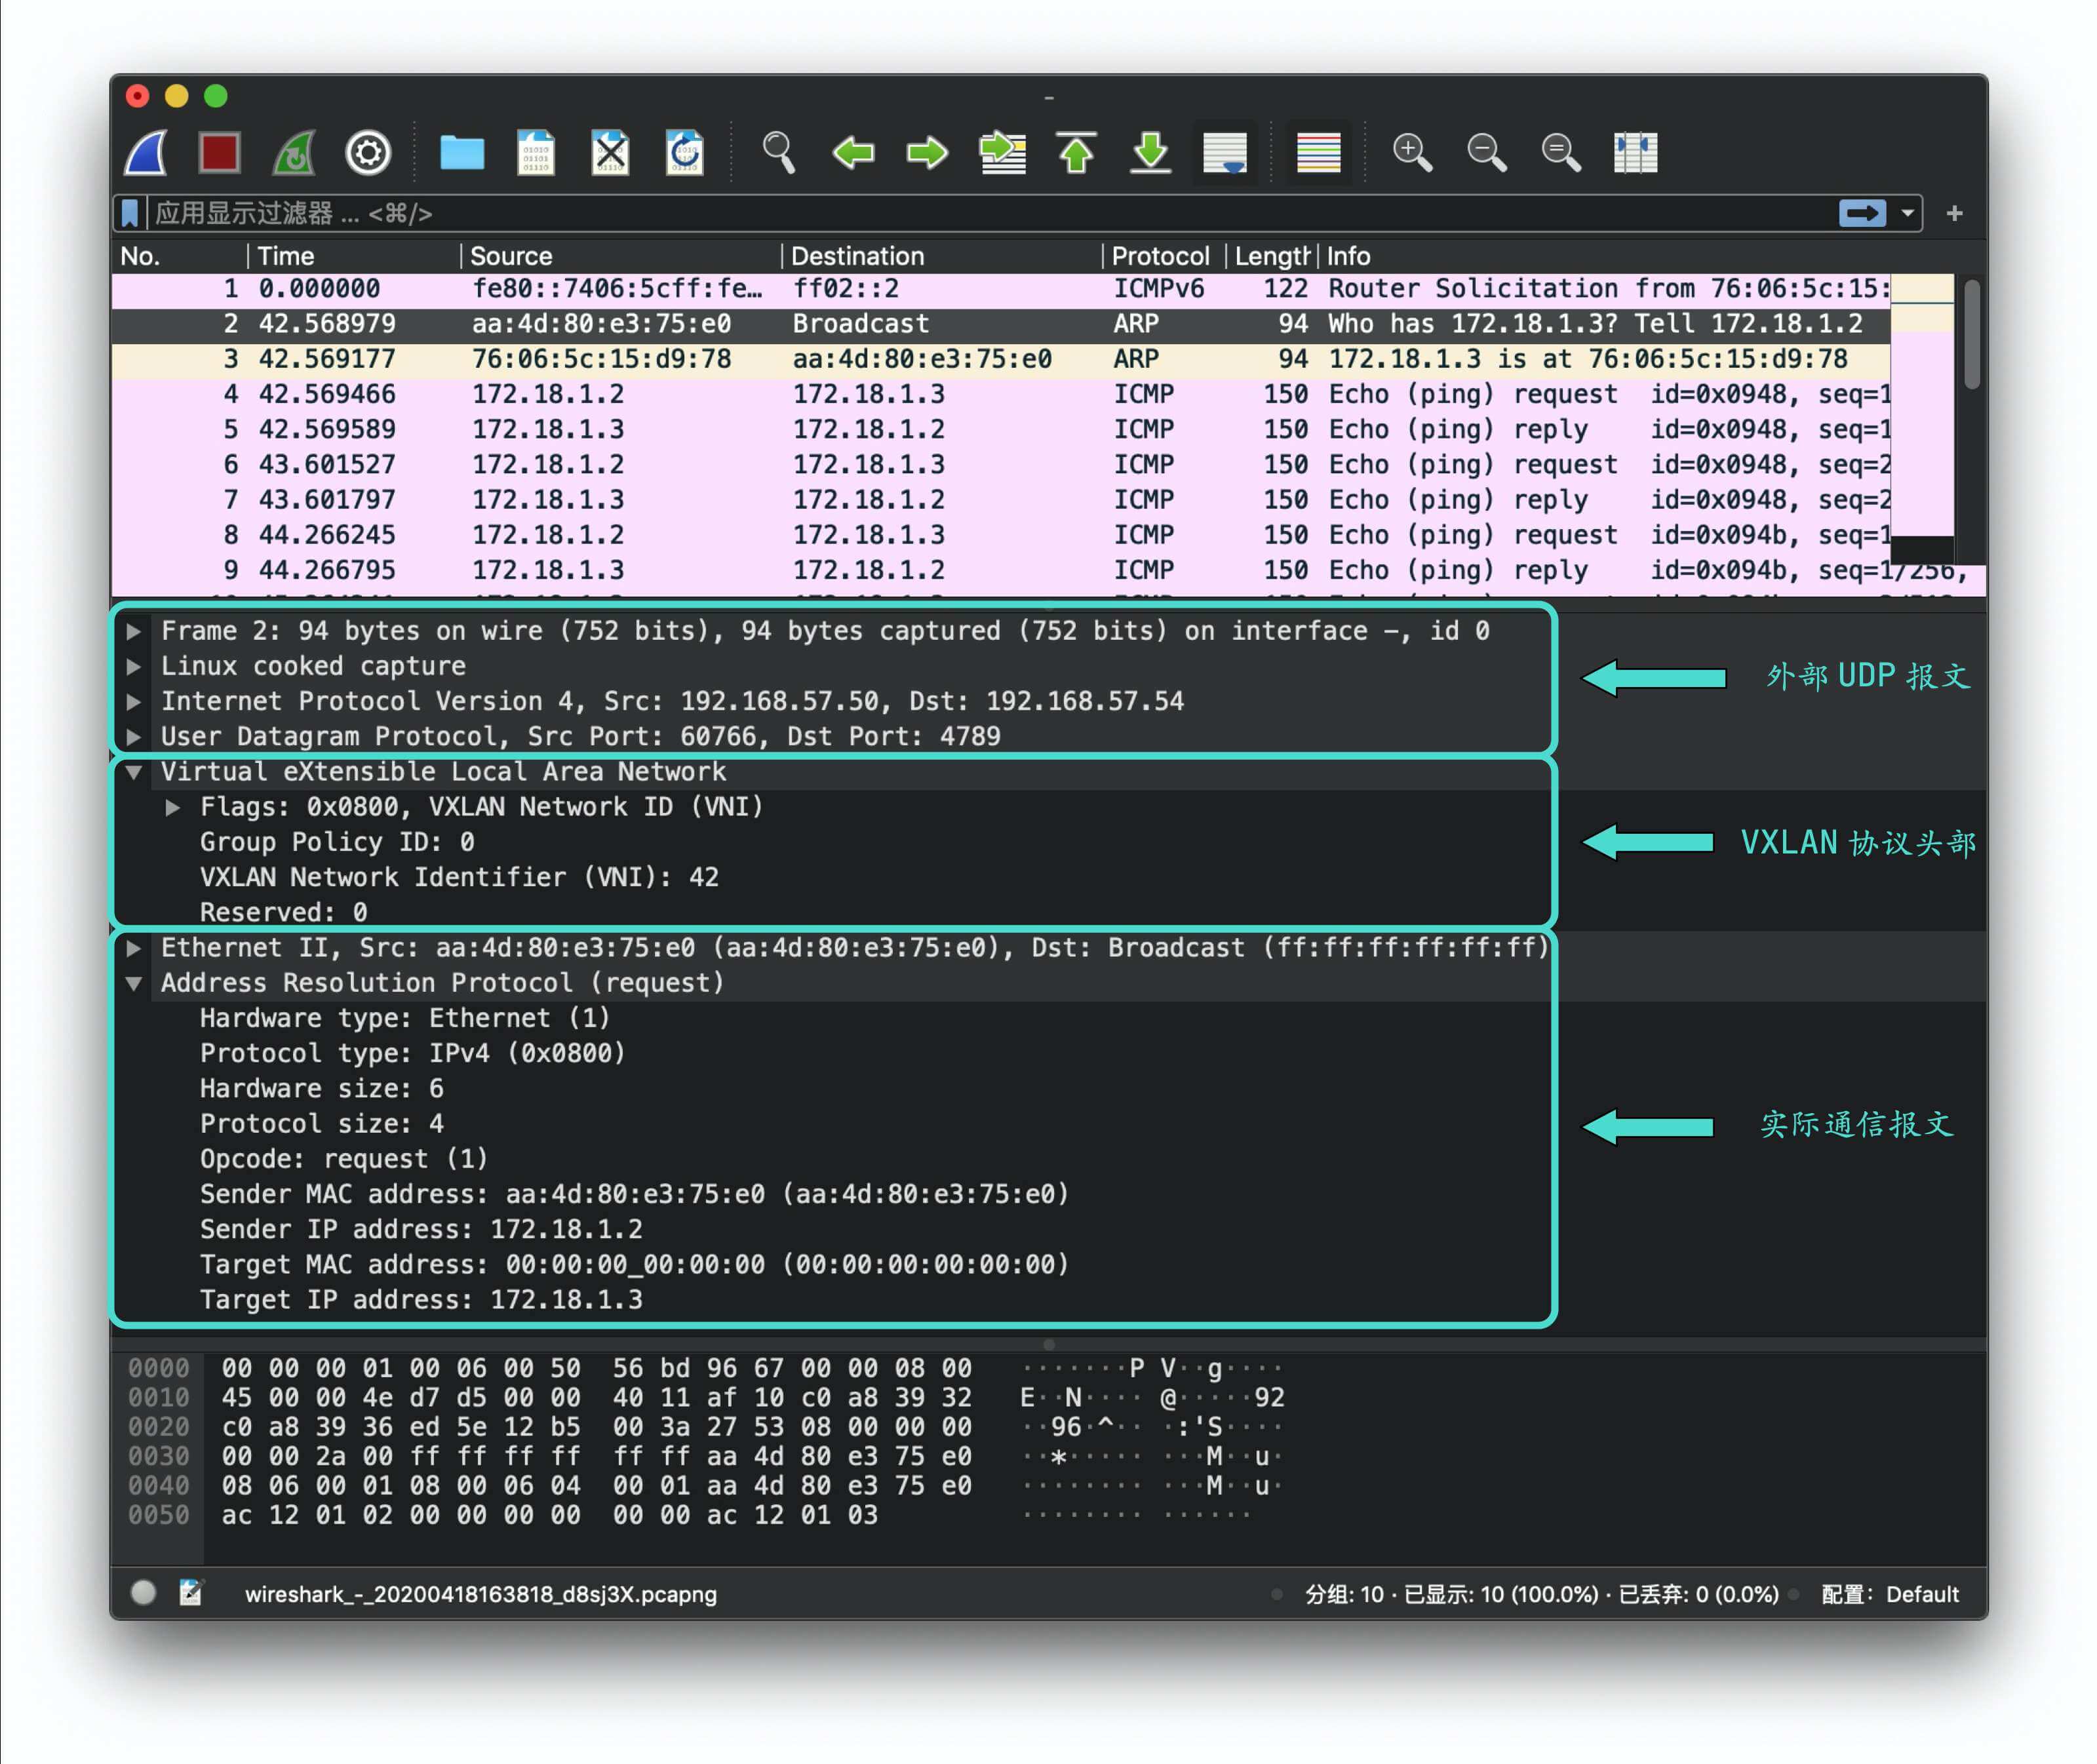 -
应用显示过滤器 ... <⌘/>
+
No. Time Source Destination Protocol Length Info
1 0.000000 fe80::7406:5cff:fe… ff02::2 ICMPv6 122 Router Solicitation from 76:06:5c:15:
2 42.568979 aa:4d:80:e3:75:e0 Broadcast ARP 94 Who has 172.18.1.3? Tell 172.18.1.2
3 42.569177 76:06:5c:15:d9:78 aa:4d:80:e3:75:e0 ARP 94 172.18.1.3 is at 76:06:5c:15:d9:78
4 42.569466 172.18.1.2 172.18.1.3 ICMP 150 Echo (ping) request id=0x0948, seq=1
5 42.569589 172.18.1.3 172.18.1.2 ICMP 150 Echo (ping) reply id=0x0948, seq=1
6 43.601527 172.18.1.2 172.18.1.3 ICMP 150 Echo (ping) request id=0x0948, seq=2
7 43.601797 172.18.1.3 172.18.1.2 ICMP 150 Echo (ping) reply id=0x0948, seq=2
8 44.266245 172.18.1.2 172.18.1.3 ICMP 150 Echo (ping) request id=0x094b, seq=1
9 44.266795 172.18.1.3 172.18.1.2 ICMP 150 Echo (ping) reply id=0x094b, seq=1/256,
Frame 2: 94 bytes on wire (752 bits), 94 bytes captured (752 bits) on interface -, id 0
Linux cooked capture
Internet Protocol Version 4, Src: 192.168.57.50, Dst: 192.168.57.54
User Datagram Protocol, Src Port: 60766, Dst Port: 4789
外部 UDP 报文
Virtual eXtensible Local Area Network
Flags: 0x0800, VXLAN Network ID (VNI)
Group Policy ID: 0
VXLAN Network Identifier (VNI): 42
Reserved: 0
VXLAN 协议头部
Ethernet II, Src: aa:4d:80:e3:75:e0 (aa:4d:80:e3:75:e0), Dst: Broadcast (ff:ff:ff:ff:ff:ff)
Address Resolution Protocol (request)
Hardware type: Ethernet (1)
Protocol type: IPv4 (0x0800)
Hardware size: 6
Protocol size: 4
Opcode: request (1)
Sender MAC address: aa:4d:80:e3:75:e0 (aa:4d:80:e3:75:e0)
Sender IP address: 172.18.1.2
Target MAC address: 00:00:00_00:00:00 (00:00:00:00:00:00)
Target IP address: 172.18.1.3
实际通信报文
0000 00 00 00 01 00 06 00 50 56 bd 96 67 00 00 08 00 ·······P V··g····
0010 45 00 00 4e d7 d5 00 00 40 11 af 10 c0 a8 39 32 E··N···· @·····92
0020 c0 a8 39 36 ed 5e 12 b5 00 3a 27 53 08 00 00 00 ··96·^·· ·:'S····
0030 00 00 2a 00 ff ff ff ff ff ff aa 4d 80 e3 75 e0 ··*····· ···M··u·
0040 08 06 00 01 08 00 06 04 00 01 aa 4d 80 e3 75 e0 ········ ···M··u·
0050 ac 12 01 02 00 00 00 00 00 00 ac 12 01 03 ········ ······
wireshark_-_20200418163818_d8sj3X.pcapng 分组: 10 · 已显示: 10 (100.0%) · 已丢弃: 0 (0.0%) 配置: Default